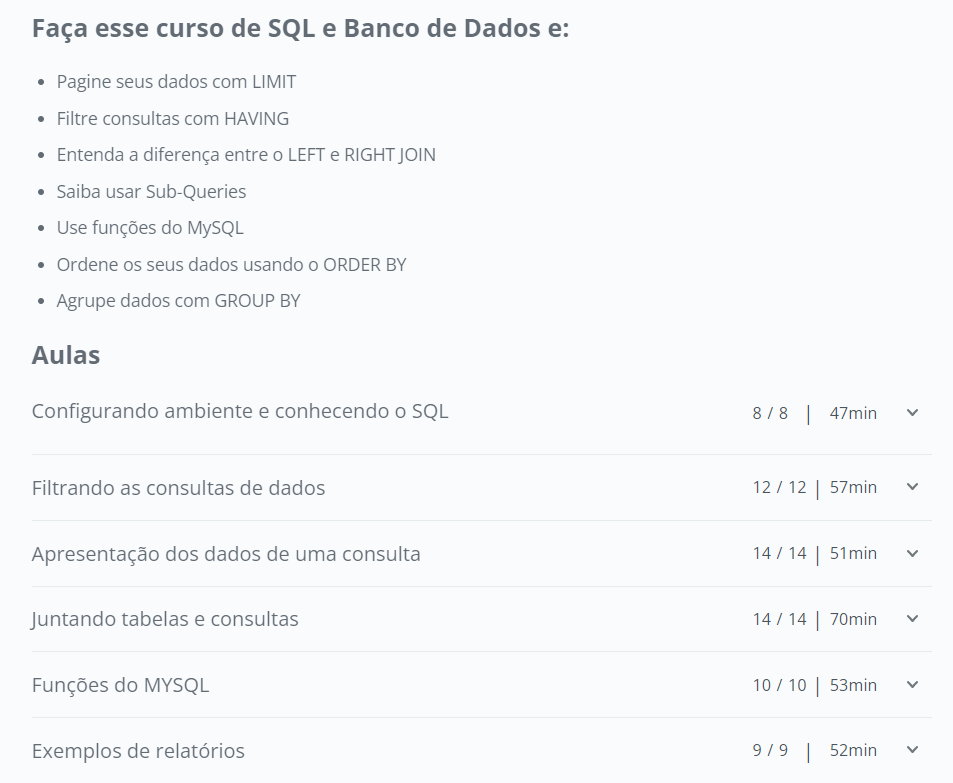 Faça esse curso de SQL e Banco de Dados e:
• Pagine seus dados com LIMIT
• Filtre consultas com HAVING
• Entenda a diferença entre o LEFT e RIGHT JOIN
• Saiba usar Sub-Queries
• Use funções do MySQL
• Ordene os seus dados usando o ORDER BY
• Agrupe dados com GROUP BY
Aulas
Configurando ambiente e conhecendo o SQL 8 / 8 | 47min
Filtrando as consultas de dados 12 / 12 | 57min
Apresentação dos dados de uma consulta 14 / 14 | 51min
Juntando tabelas e consultas 14 / 14 | 70min
Funções do MYSQL 10 / 10 | 53min
Exemplos de relatórios 9 / 9 | 52min